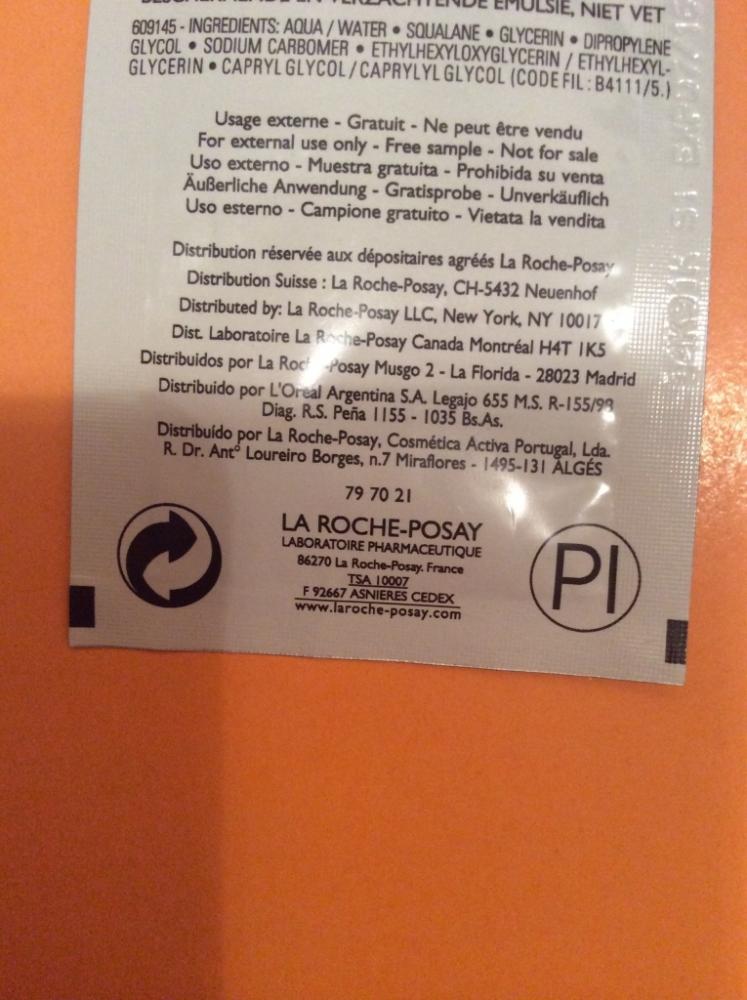 EN VERZACHTENDE EMULSIE, NIET VET
609145 - INGREDIENTS: AQUA / WATER • SQUALANE • GLYCERIN • DIPROPYLENE
GLYCOL • SODIUM CARBOMER • ETHYLHEXYLOXYGLYCERIN / ETHYLHEXYL-
GLYCERIN • CAPRYL GLYCOL / CAPRYLYL GLYCOL (CODE FIL : B4111/5.)
Usage externe - Gratuit - Ne peut être vendu
For external use only - Free sample - Not for sale
Uso externo - Muestra gratuita - Prohibida su venta
Äußerliche Anwendung - Gratisprobe - Unverkäuflich
Uso esterno - Campione gratuito - Vietata la vendita
Distribution réservée aux dépositaires agréés La Roche-Posay
Distribution Suisse : La Roche-Posay, CH-5432 Neuenhof
Distributed by: La Roche-Posay LLC, New York, NY 10017
Dist. Laboratoire La Roche-Posay Canada Montréal H4T 1K5
Distribuidos por La Roche-Posay Musgo 2 - La Florida - 28023 Madrid
Distribuido por L'Oréal Argentina S.A. Legajo 655 M.S. R-155/98
Diag. R.S. Peña 1155 - 1035 Bs.As.
Distribuído por La Roche-Posay, Cosmética Activa Portugal, Lda.
R. Dr. Antº Loureiro Borges, n.7 Miraflores - 1495-131 ALGÉS
79 70 21
LA ROCHE-POSAY
LABORATOIRE PHARMACEUTIQUE
86270 La Roche-Posay. France
TSA 10007
F 92667 ASNIERES CEDEX
www.laroche-posay.com
PI